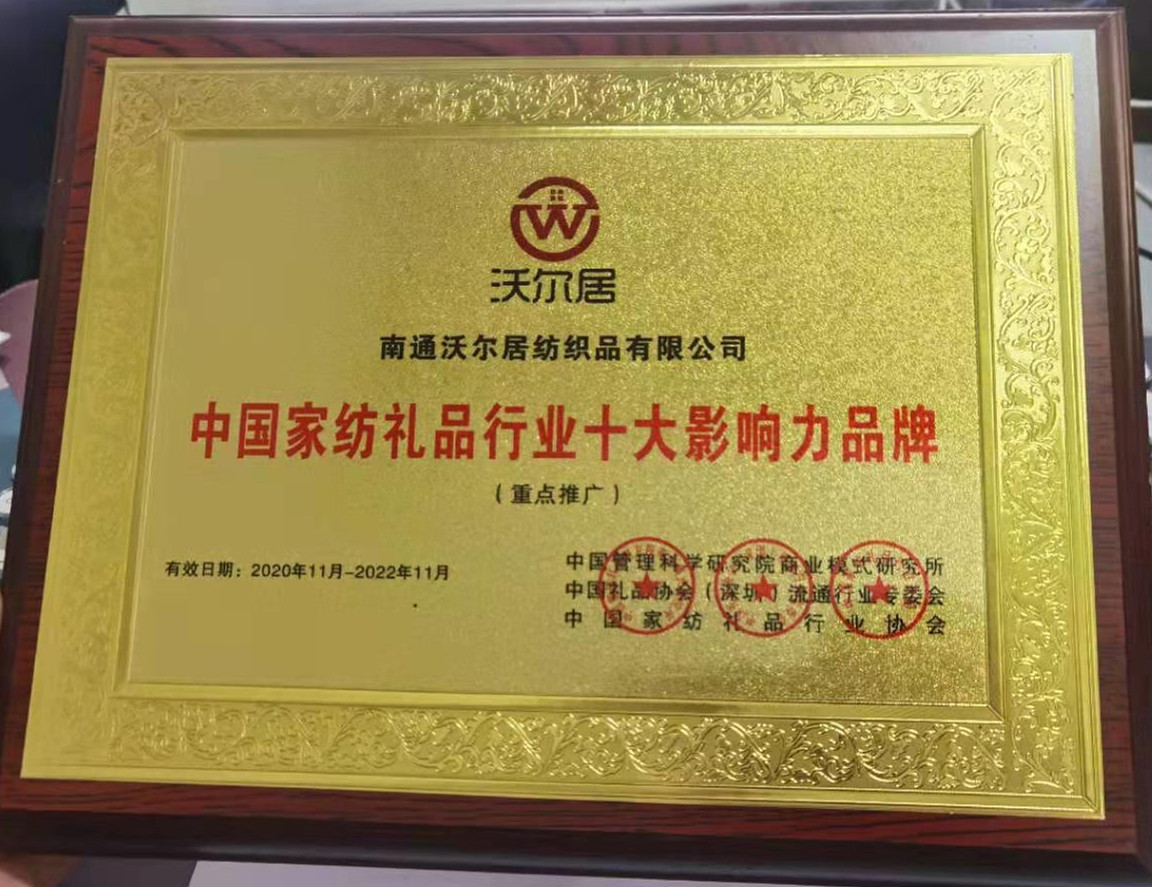 W
沃尔居
南通沃尔居纺织品有限公司
中国家纺礼品行业十大影响力品牌
（重点推广）
有效日期：2020年11月-2022年11月
中国管理科学研究院商业模式研究所
中国礼品协会（深圳）流通行业专委会
中国家纺礼品行业协会